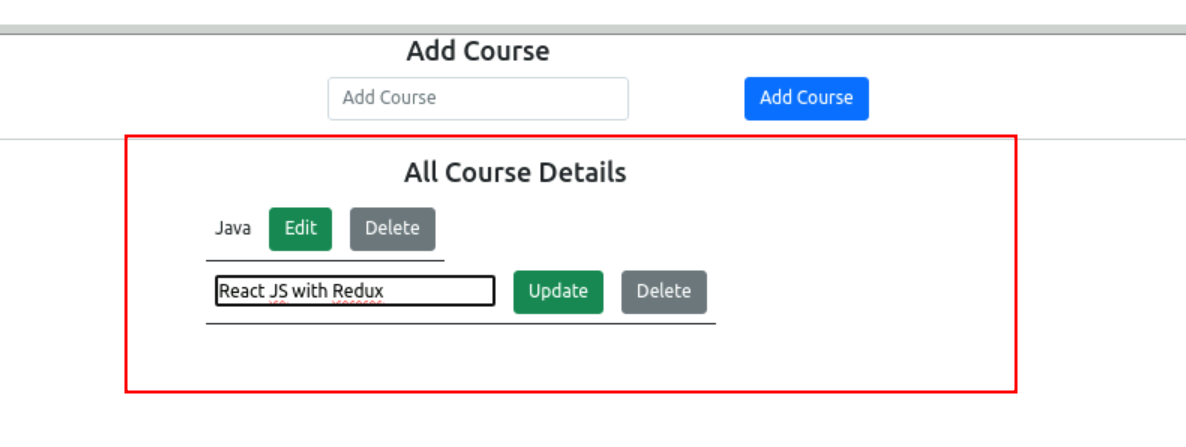 Add Course
Add Course Add Course
All Course Details
Java Edit Delete
React JS with Redux Update Delete